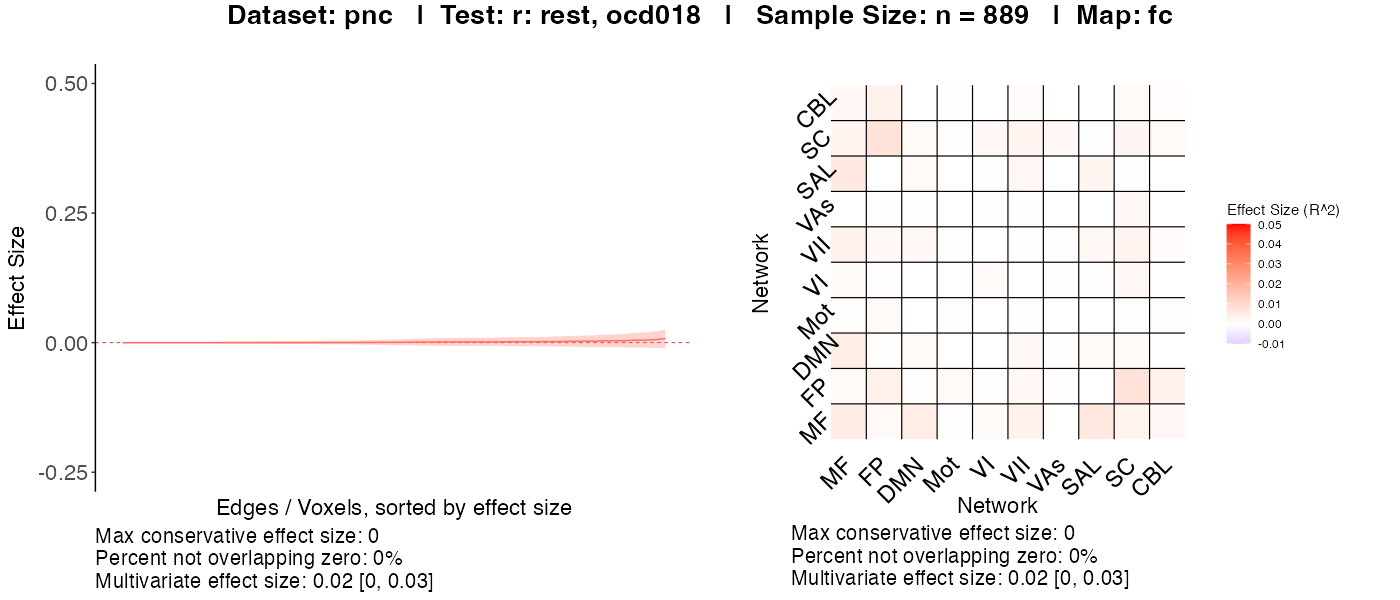 Dataset: pnc | Test: r: rest, ocd018 | Sample Size: n = 889 | Map: fc
Effect Size
0.50
0.25
0.00
-0.25
Edges / Voxels, sorted by effect size
Max conservative effect size: 0
Percent not overlapping zero: 0%
Multivariate effect size: 0.02 [0, 0.03]
Network
CBL
SC
SAL
VAs
VII
VI
Mot
DMN
FP
MF
MF FP DMN Mot VI VII VAs SAL SC CBL
Network
Max conservative effect size: 0
Percent not overlapping zero: 0%
Multivariate effect size: 0.02 [0, 0.03]
Effect Size (R^2)
0.05
0.04
0.03
0.02
0.01
0.00
-0.01